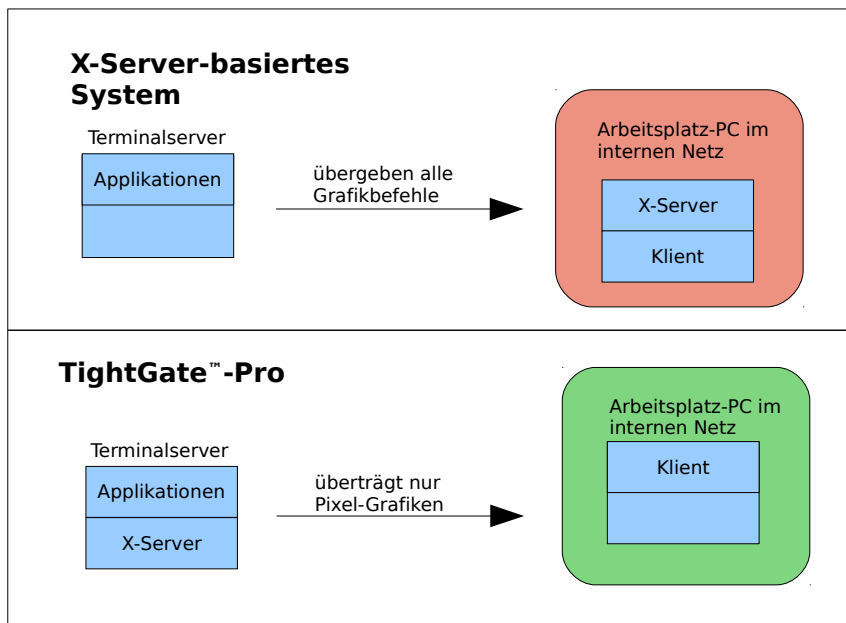 X-Server-basiertes
System
Terminalserver
Applikationen
übergeben alle
Grafikbefehle
Arbeitsplatz-PC im
internen Netz
X-Server
Klient
TightGate™-Pro
Terminalserver
Applikationen
X-Server
überträgt nur
Pixel-Grafiken
Arbeitsplatz-PC im
internen Netz
Klient